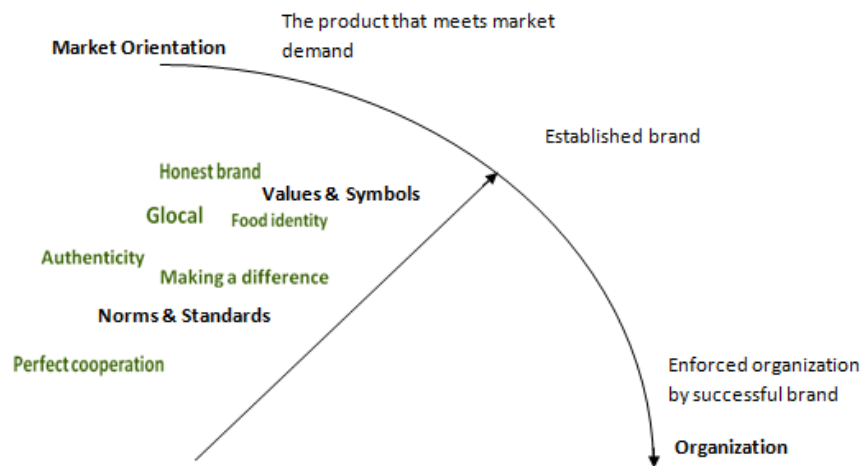 The product that meets market
demand
Market Orientation
Established brand
Honest brand
Values & Symbols
Glocal
Food identity
Authenticity
Making a difference
Norms & Standards
Perfect cooperation
Enforced organization
by successful brand
Organization